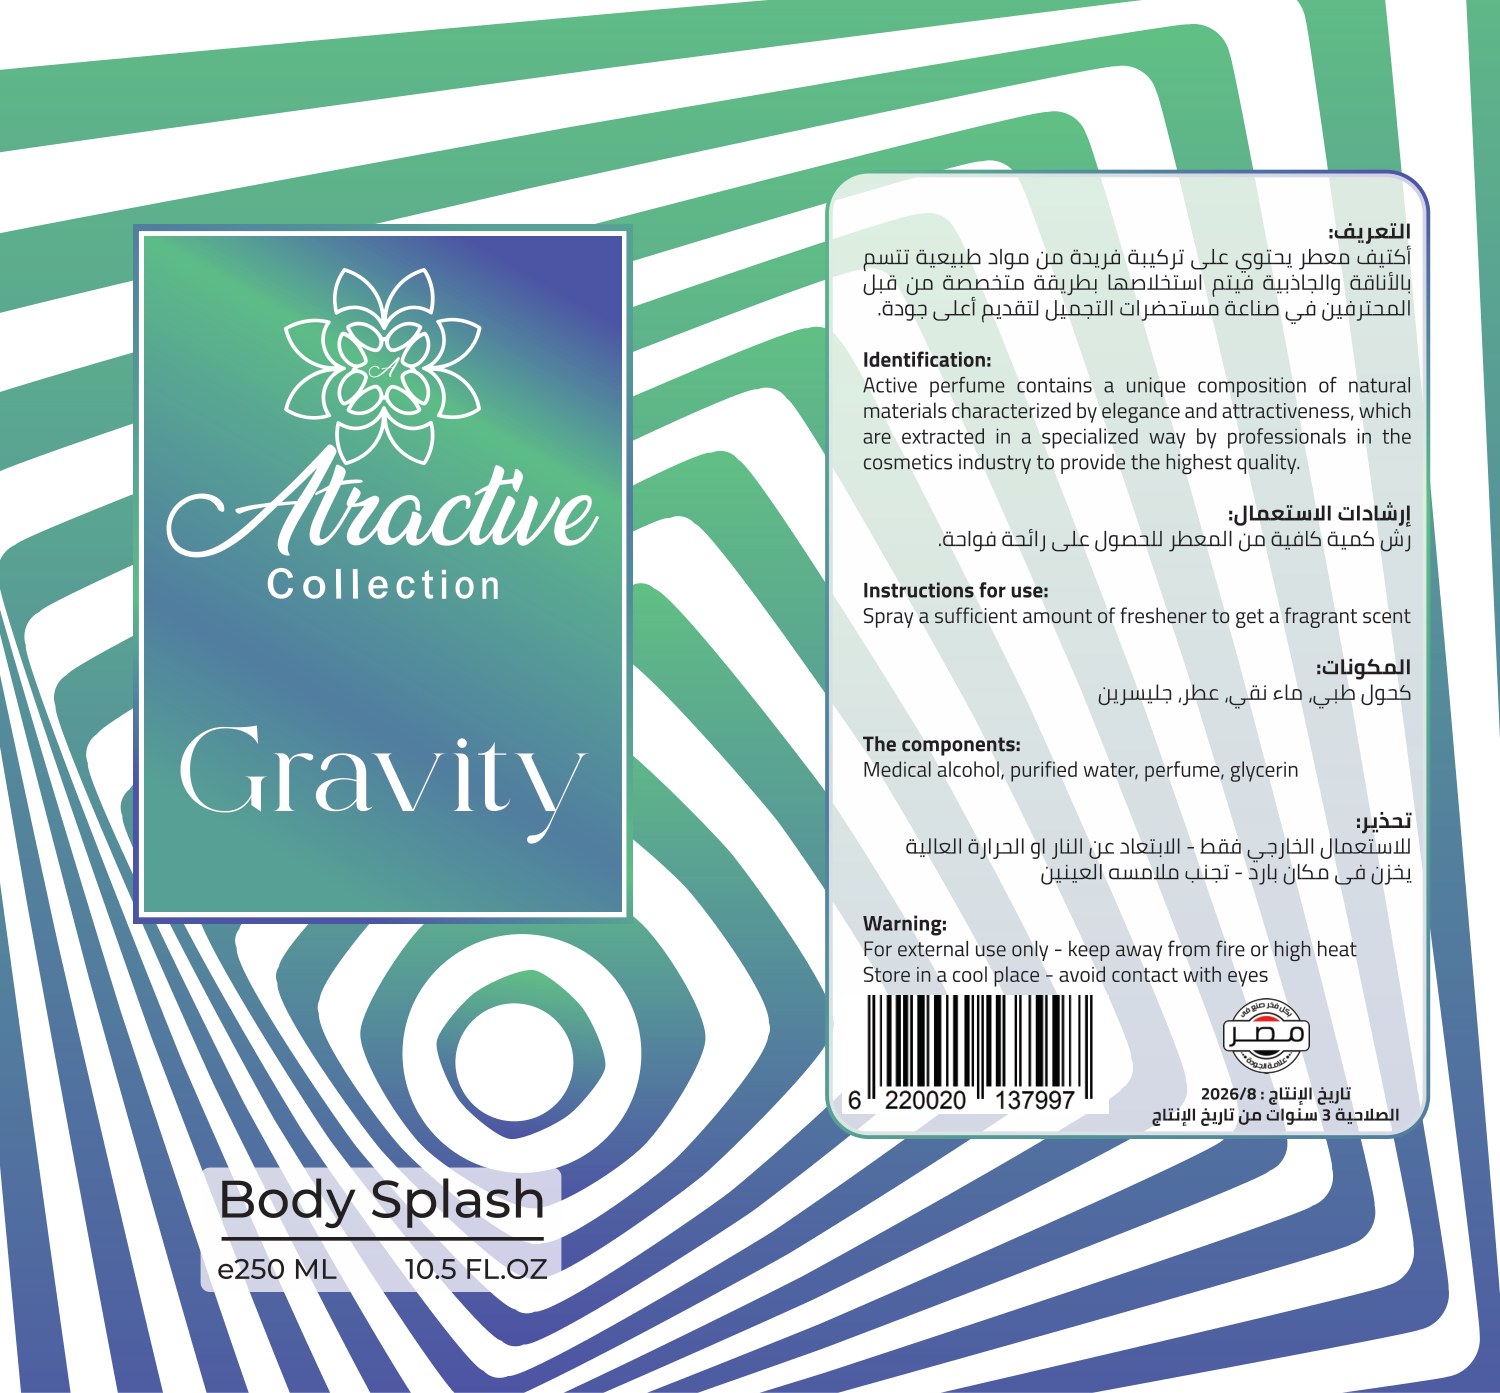 A
Atractive
Collection
Gravity
Body Splash
e250 ML 10.5 FL.OZ
التعريف:
أكتيف معطر يحتوي على تركيبة فريدة من مواد طبيعية تتسم
بالأناقة والجاذبية فيتم استخلاصها بطريقة متخصصة من قبل
المحترفين في صناعة مستحضرات التجميل لتقديم أعلى جودة.
Identification:
Active perfume contains a unique composition of natural
materials characterized by elegance and attractiveness, which
are extracted in a specialized way by professionals in the
cosmetics industry to provide the highest quality.
إرشادات الاستعمال:
رش كمية كافية من المعطر للحصول على رائحة فواحة.
Instructions for use:
Spray a sufficient amount of freshener to get a fragrant scent
المكونات:
كحول طبي، ماء نقي، عطر، جليسرين
The components:
Medical alcohol, purified water, perfume, glycerin
تحذير:
للاستعمال الخارجي فقط - الابتعاد عن النار او الحرارة العالية
يخزن فى مكان بارد - تجنب ملامسه العينين
Warning:
For external use only - keep away from fire or high heat
Store in a cool place - avoid contact with eyes
6 220020 137997
بكل فخر صنع في
مصر
علامة الجودة
تاريخ الإنتاج : 2026/8
الصلاحية 3 سنوات من تاريخ الإنتاج